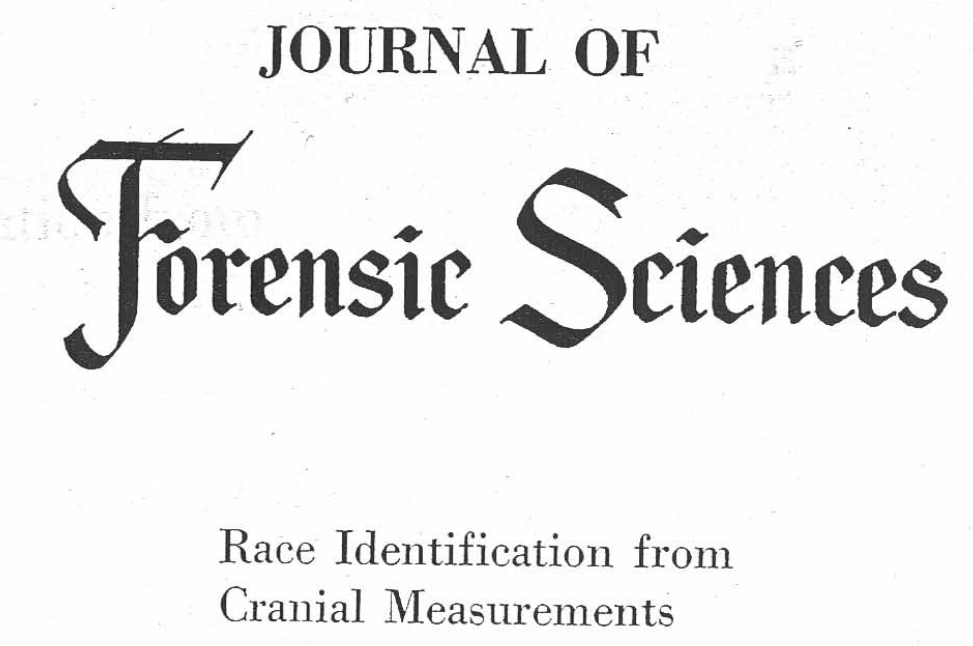 JOURNAL OF
Forensic Sciences
Race Identification from
Cranial Measurements